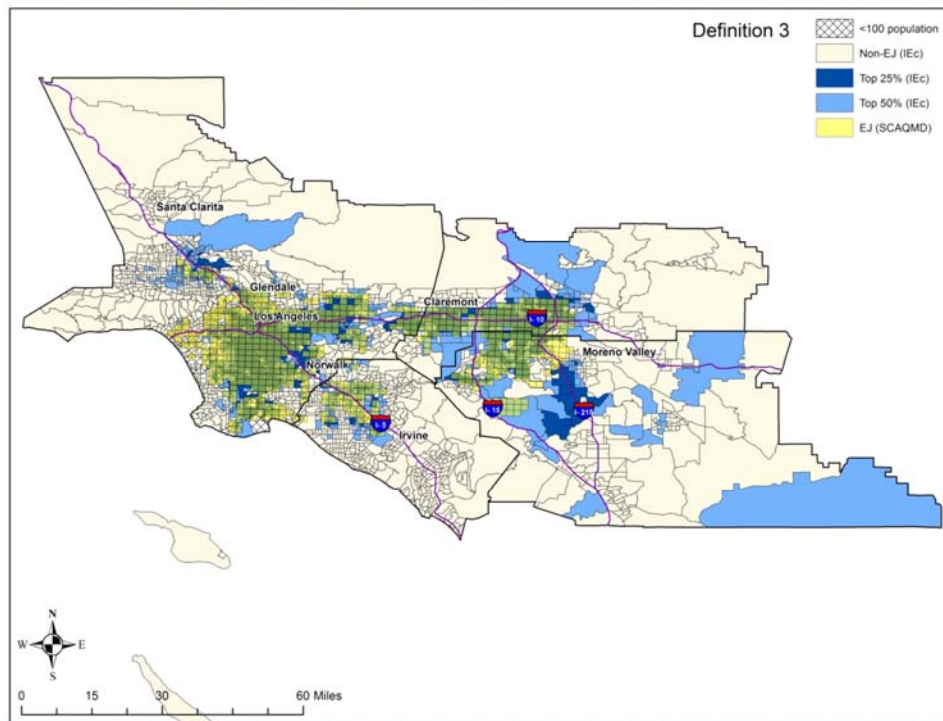 Definition 3
<100 population
Non-EJ (IEc)
Top 25% (IEc)
Top 50% (IEc)
EJ (SCAQMD)
Santa Clarita
Glendale
Los Angeles
Claremont
I-10
Moreno Valley
Norwalk
I-15
I-215
I-5
Irvine
N
W E
S
0 15 30 60 Miles